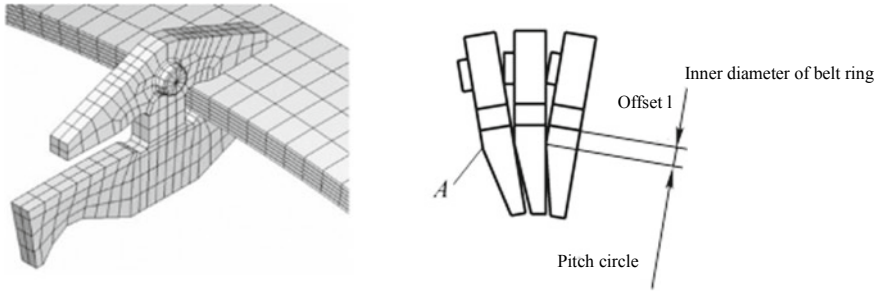 Inner diameter of belt ring
Offset l
A
Pitch circle